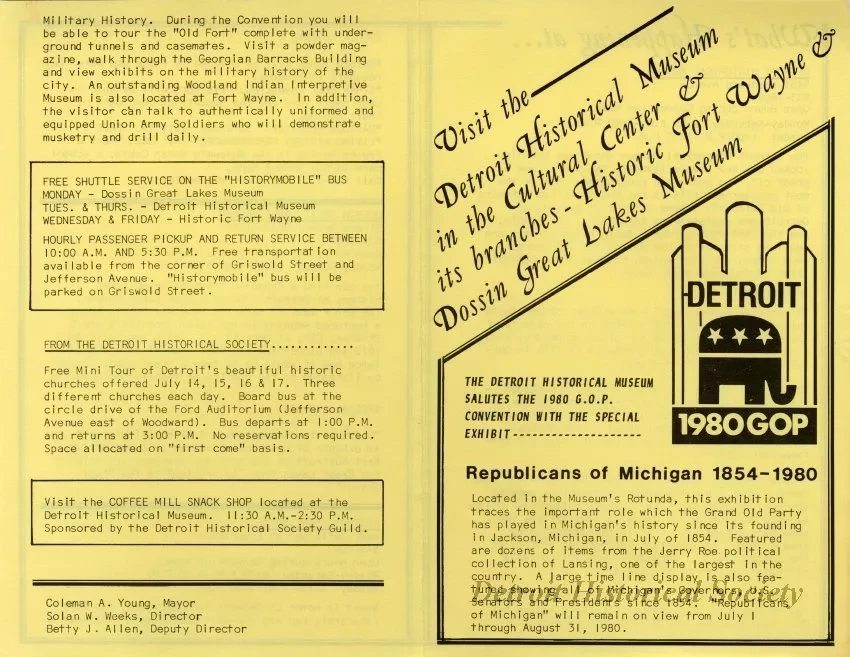 Military History. During the Convention you will
be able to tour the "Old Fort" complete with under-
ground tunnels and casemates. Visit a powder mag-
azine, walk through the Georgian Barracks Building
and view exhibits on the military history of the
city. An outstanding Woodland Indian Interpretive
Museum is also located at Fort Wayne. In addition,
the visitor can talk to authentically uniformed and
equipped Union Army Soldiers who will demonstrate
musketry and drill daily.
FREE SHUTTLE SERVICE ON THE "HISTORYMOBILE" BUS
MONDAY - Dossin Great Lakes Museum
TUES. & THURS. - Detroit Historical Museum
WEDNESDAY & FRIDAY - Historic Fort Wayne
HOURLY PASSENGER PICKUP AND RETURN SERVICE BETWEEN
10:00 A.M. AND 5:30 P.M. Free transportation
available from the corner of Griswold Street and
Jefferson Avenue. "Historymobile" bus will be
parked on Griswold Street.
FROM THE DETROIT HISTORICAL SOCIETY.............
Free Mini Tour of Detroit's beautiful historic
churches offered July 14, 15, 16 & 17. Three
different churches each day. Board bus at the
circle drive of the Ford Auditorium (Jefferson
Avenue east of Woodward). Bus departs at 1:00 P.M.
and returns at 3:00 P.M. No reservations required.
Space allocated on "first come" basis.
Visit the COFFEE MILL SNACK SHOP located at the
Detroit Historical Museum. 11:30 A.M.-2:30 P.M.
Sponsored by the Detroit Historical Society Guild.
Coleman A. Young, Mayor
Solan W. Weeks, Director
Betty J. Allen, Deputy Director
Visit the
Detroit Historical Museum
in the Cultural Center &
its branches - Historic Fort Wayne &
Dossin Great Lakes Museum
DETROIT
1980 GOP
THE DETROIT HISTORICAL MUSEUM
SALUTES THE 1980 G.O.P.
CONVENTION WITH THE SPECIAL
EXHIBIT--------------------
Republicans of Michigan 1854-1980
Located in the Museum's Rotunda, this exhibition
traces the important role which the Grand Old Party
has played in Michigan's history since its founding
in Jackson, Michigan, in July of 1854. Featured
are dozens of items from the Jerry Roe political
collection of Lansing, one of the largest in the
country. A large time line display is also fea-
tured showing all of Michigan's Governors, U.S.
Senators and Presidents since 1854. "Republicans
of Michigan" will remain on view from July 1
through August 31, 1980.
Detroit Historical Society